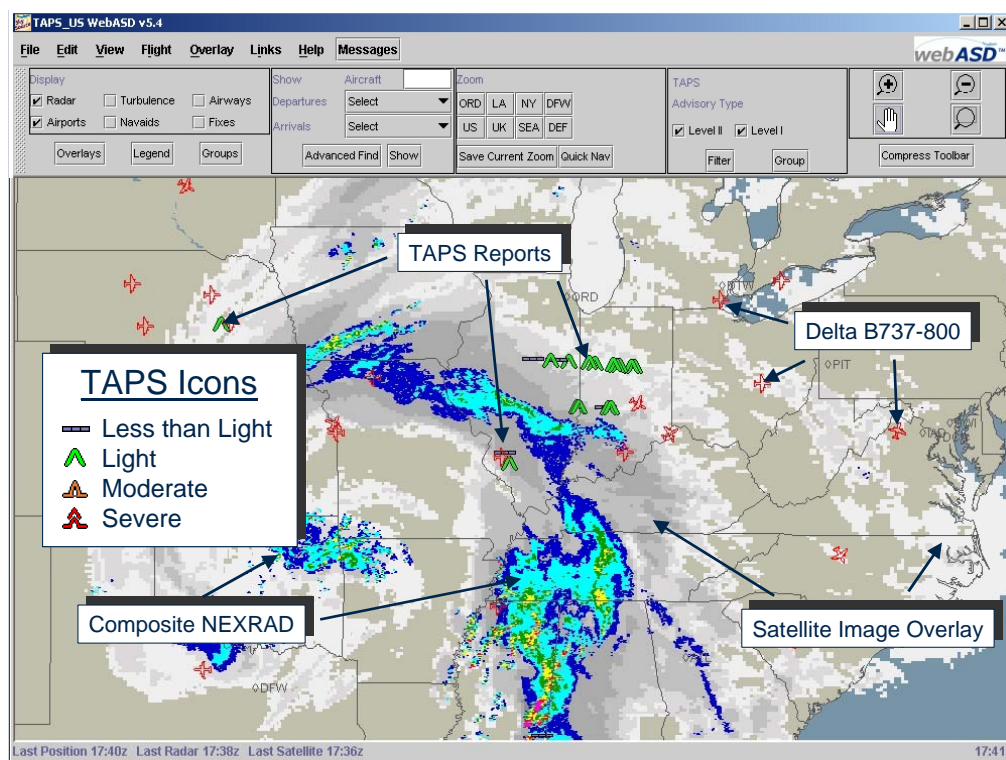 TAPS_US WebASD v5.4
File Edit View Flight Overlay Links Help Messages
webASD™
Display
Radar Turbulence Airways
Airports Navaids Fixes
Overlays Legend Groups
Show Aircraft
Departures Select
Arrivals Select
Advanced Find Show
Zoom
ORD LA NY DFW
US UK SEA DEF
Save Current Zoom Quick Nav
TAPS
Advisory Type
Level II Level I
Filter Group
Compress Toolbar
TAPS Reports
ORD
DTW
Delta B737-800
PIT
TAPS Icons
Less than Light
Light
Moderate
Severe
Composite NEXRAD
Satellite Image Overlay
DFW
Last Position 17:40z Last Radar 17:38z Last Satellite 17:36z
17:41